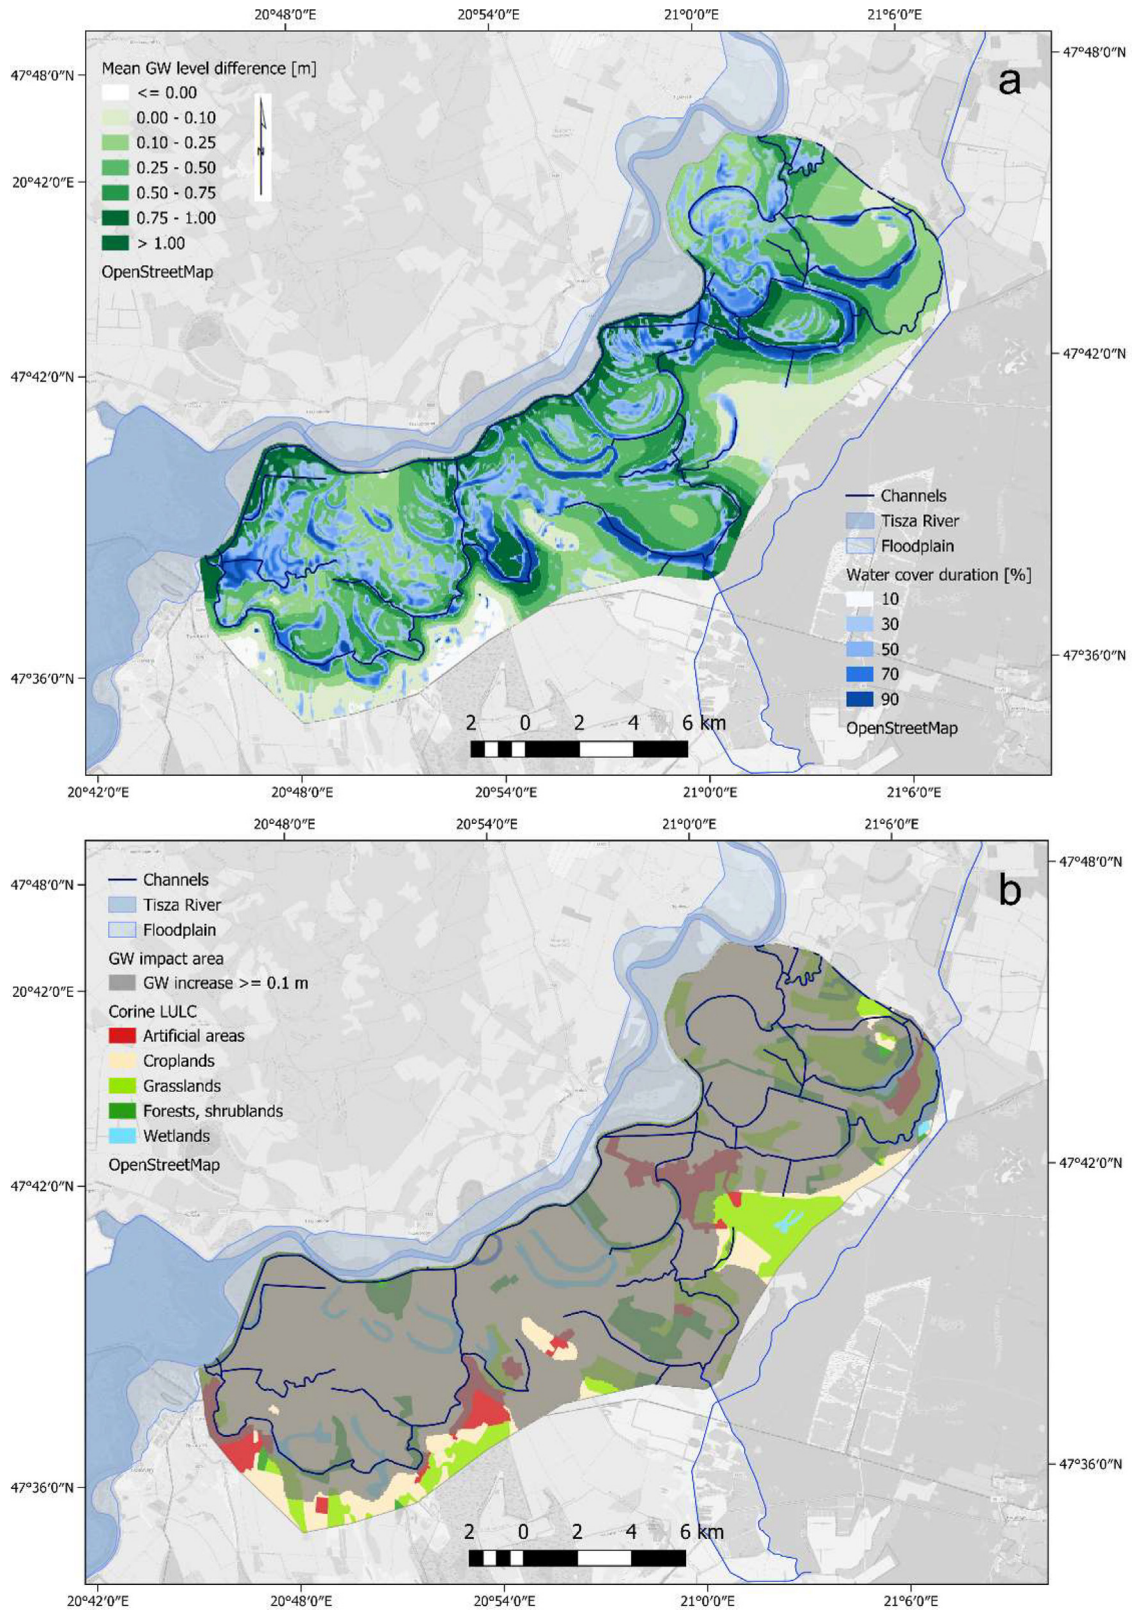 20°48′0″E 20°54′0″E 21°0′0″E 21°6′0″E
47°48′0″N
47°48′0″N
a
Mean GW level difference [m]
<= 0.00
0.00 - 0.10
0.10 - 0.25
0.25 - 0.50
0.50 - 0.75
0.75 - 1.00
> 1.00
OpenStreetMap
N
20°42′0″E
47°42′0″N
47°42′0″N
Channels
Tisza River
Floodplain
Water cover duration [%]
10
30
50
70
90
OpenStreetMap
47°36′0″N
47°36′0″N
2 0 2 4 6 km
20°42′0″E 20°48′0″E 20°54′0″E 21°0′0″E 21°6′0″E
20°48′0″E 20°54′0″E 21°0′0″E 21°6′0″E
47°48′0″N
47°48′0″N
b
Channels
Tisza River
Floodplain
GW impact area
GW increase >= 0.1 m
Corine LULC
Artificial areas
Croplands
Grasslands
Forests, shrublands
Wetlands
OpenStreetMap
20°42′0″E
47°42′0″N
47°42′0″N
47°36′0″N
47°36′0″N
2 0 2 4 6 km
20°42′0″E 20°48′0″E 20°54′0″E 21°0′0″E 21°6′0″E